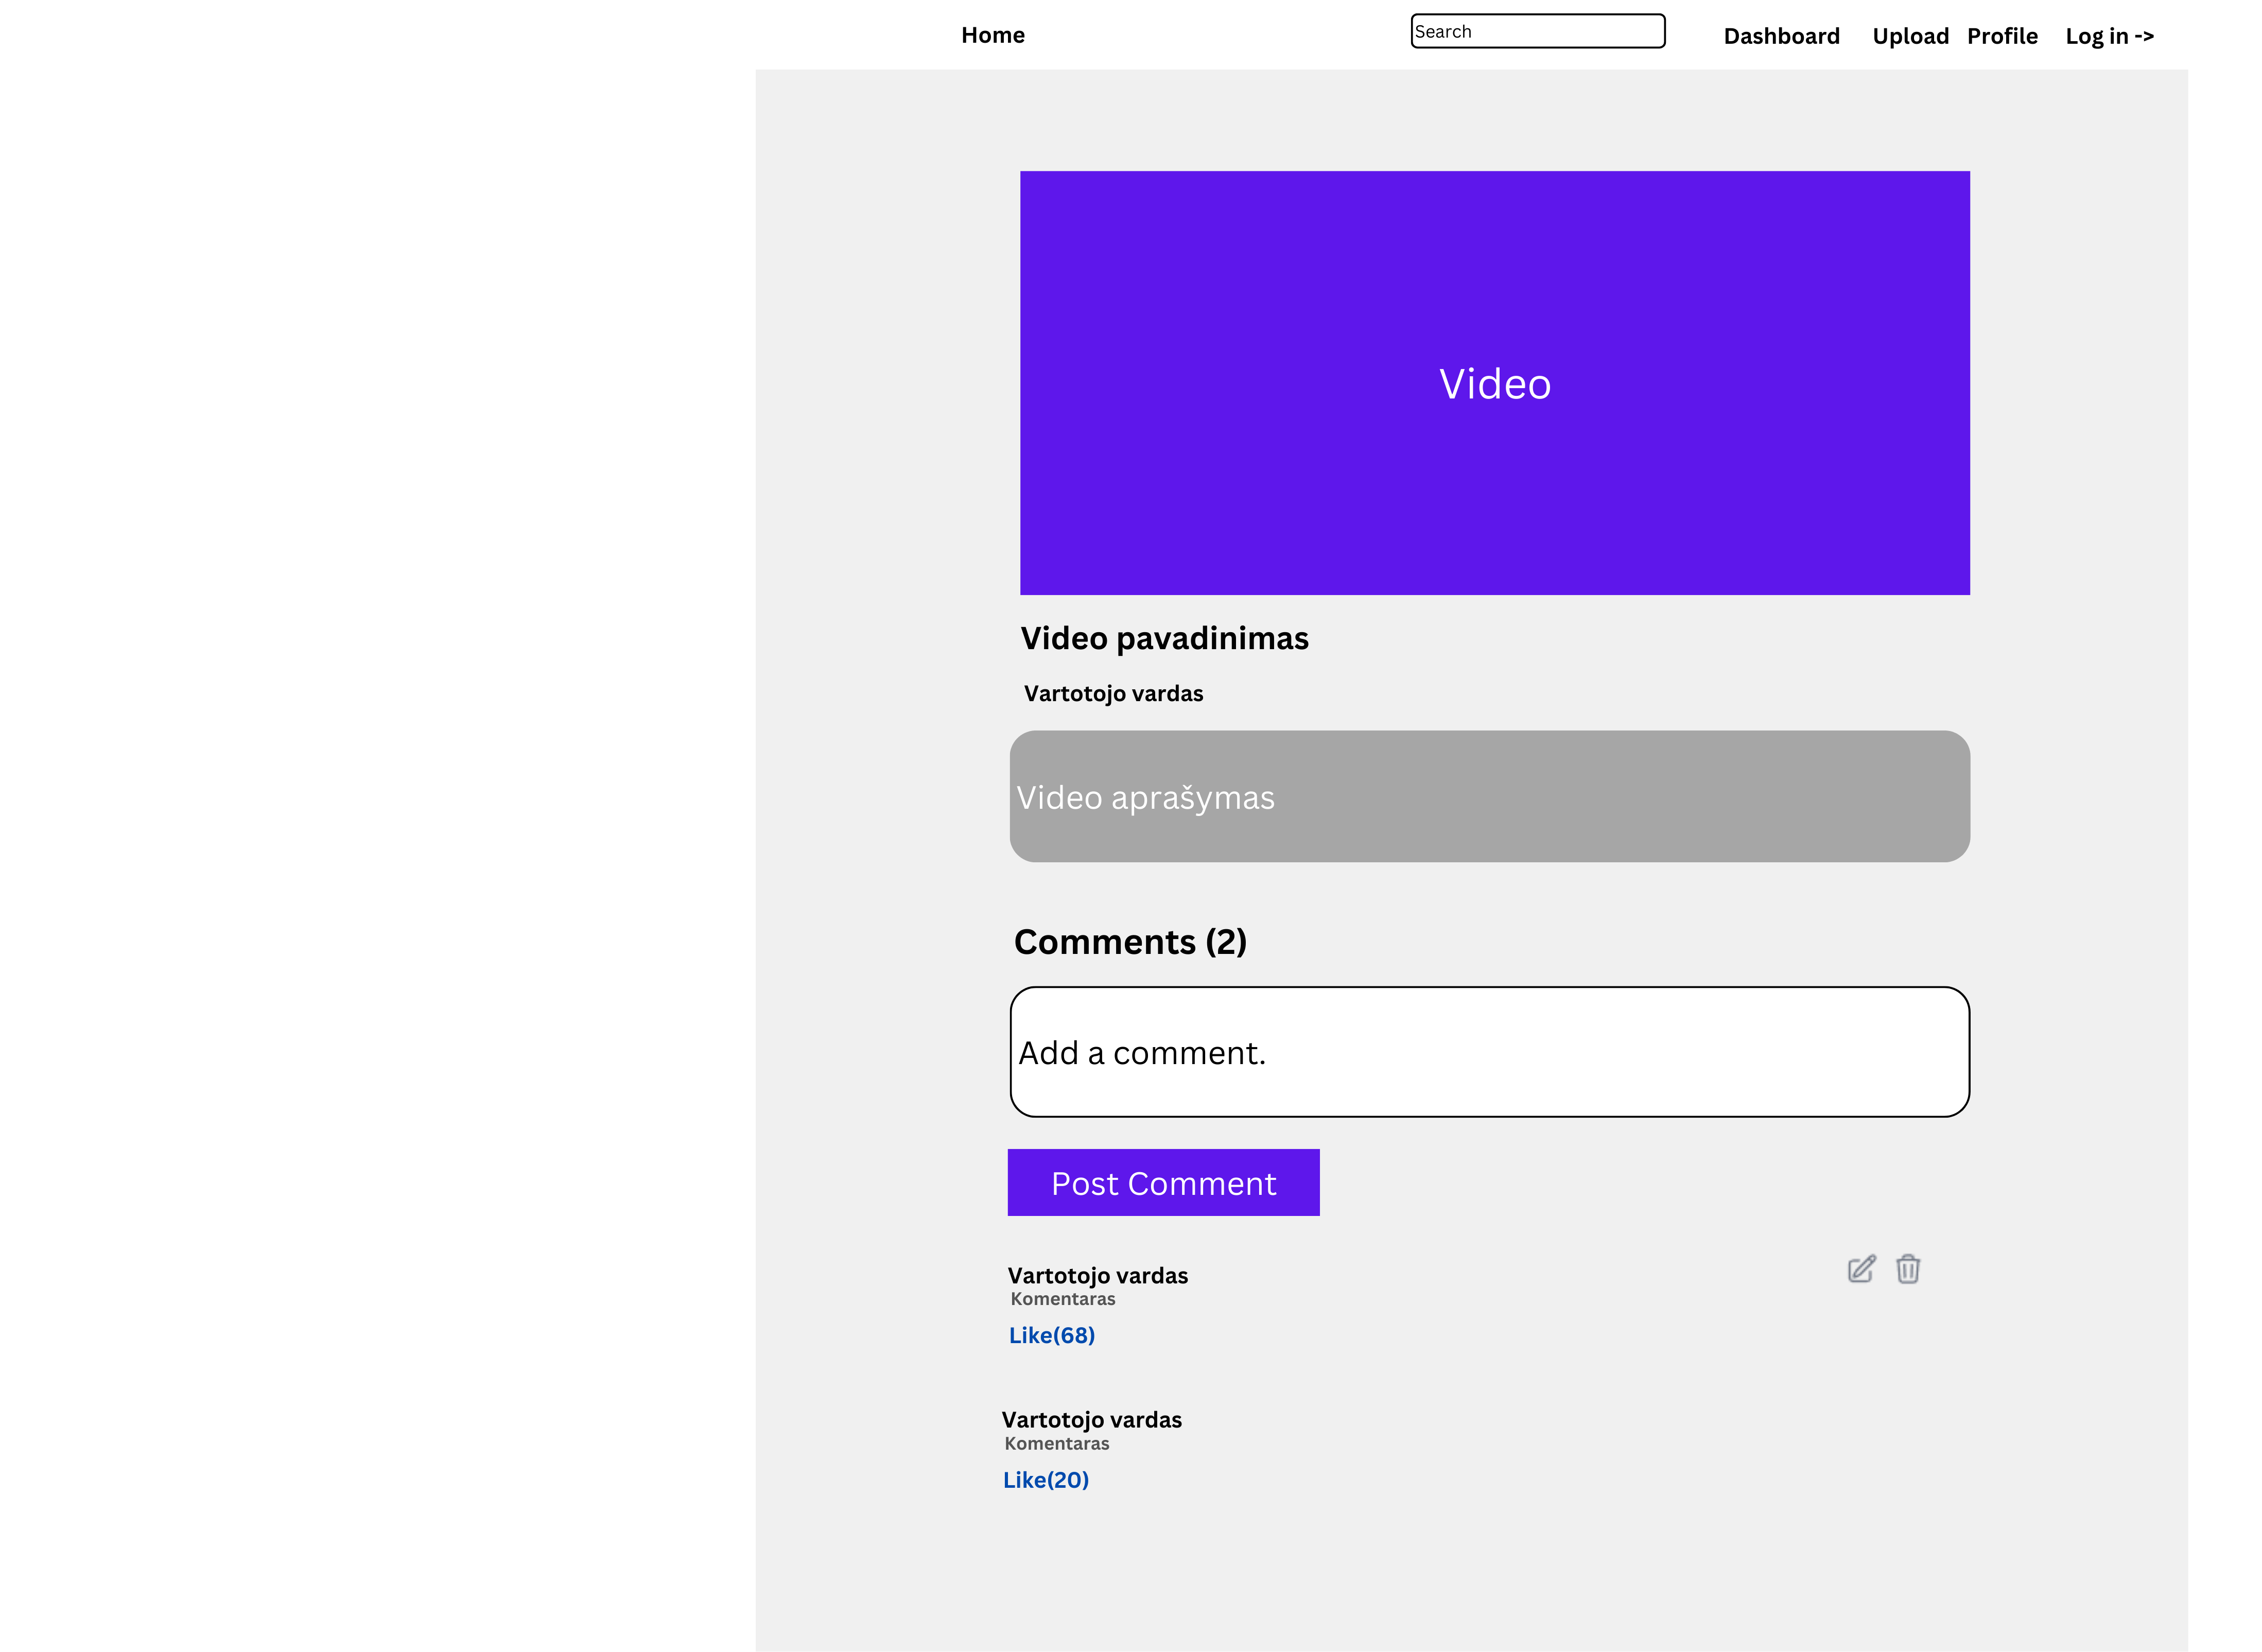 Home
Search
Dashboard
Upload
Profile
Log in ->
Video
Video pavadinimas
Vartotojo vardas
Video aprašymas
Comments (2)
Add a comment.
Post Comment
Vartotojo vardas
Komentaras
Like(68)
Vartotojo vardas
Komentaras
Like(20)